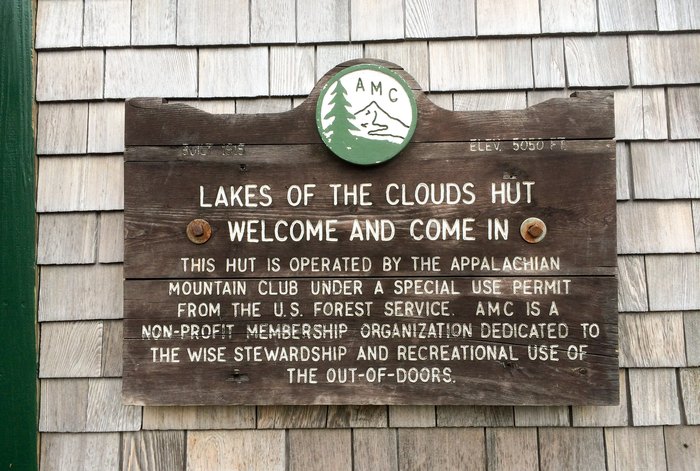 AMC
BUILT 1915 ELEV. 5050 FT.
LAKES OF THE CLOUDS HUT
WELCOME AND COME IN
THIS HUT IS OPERATED BY THE APPALACHIAN
MOUNTAIN CLUB UNDER A SPECIAL USE PERMIT
FROM THE U.S. FOREST SERVICE. AMC IS A
NON-PROFIT MEMBERSHIP ORGANIZATION DEDICATED TO
THE WISE STEWARDSHIP AND RECREATIONAL USE OF
THE OUT-OF-DOORS.